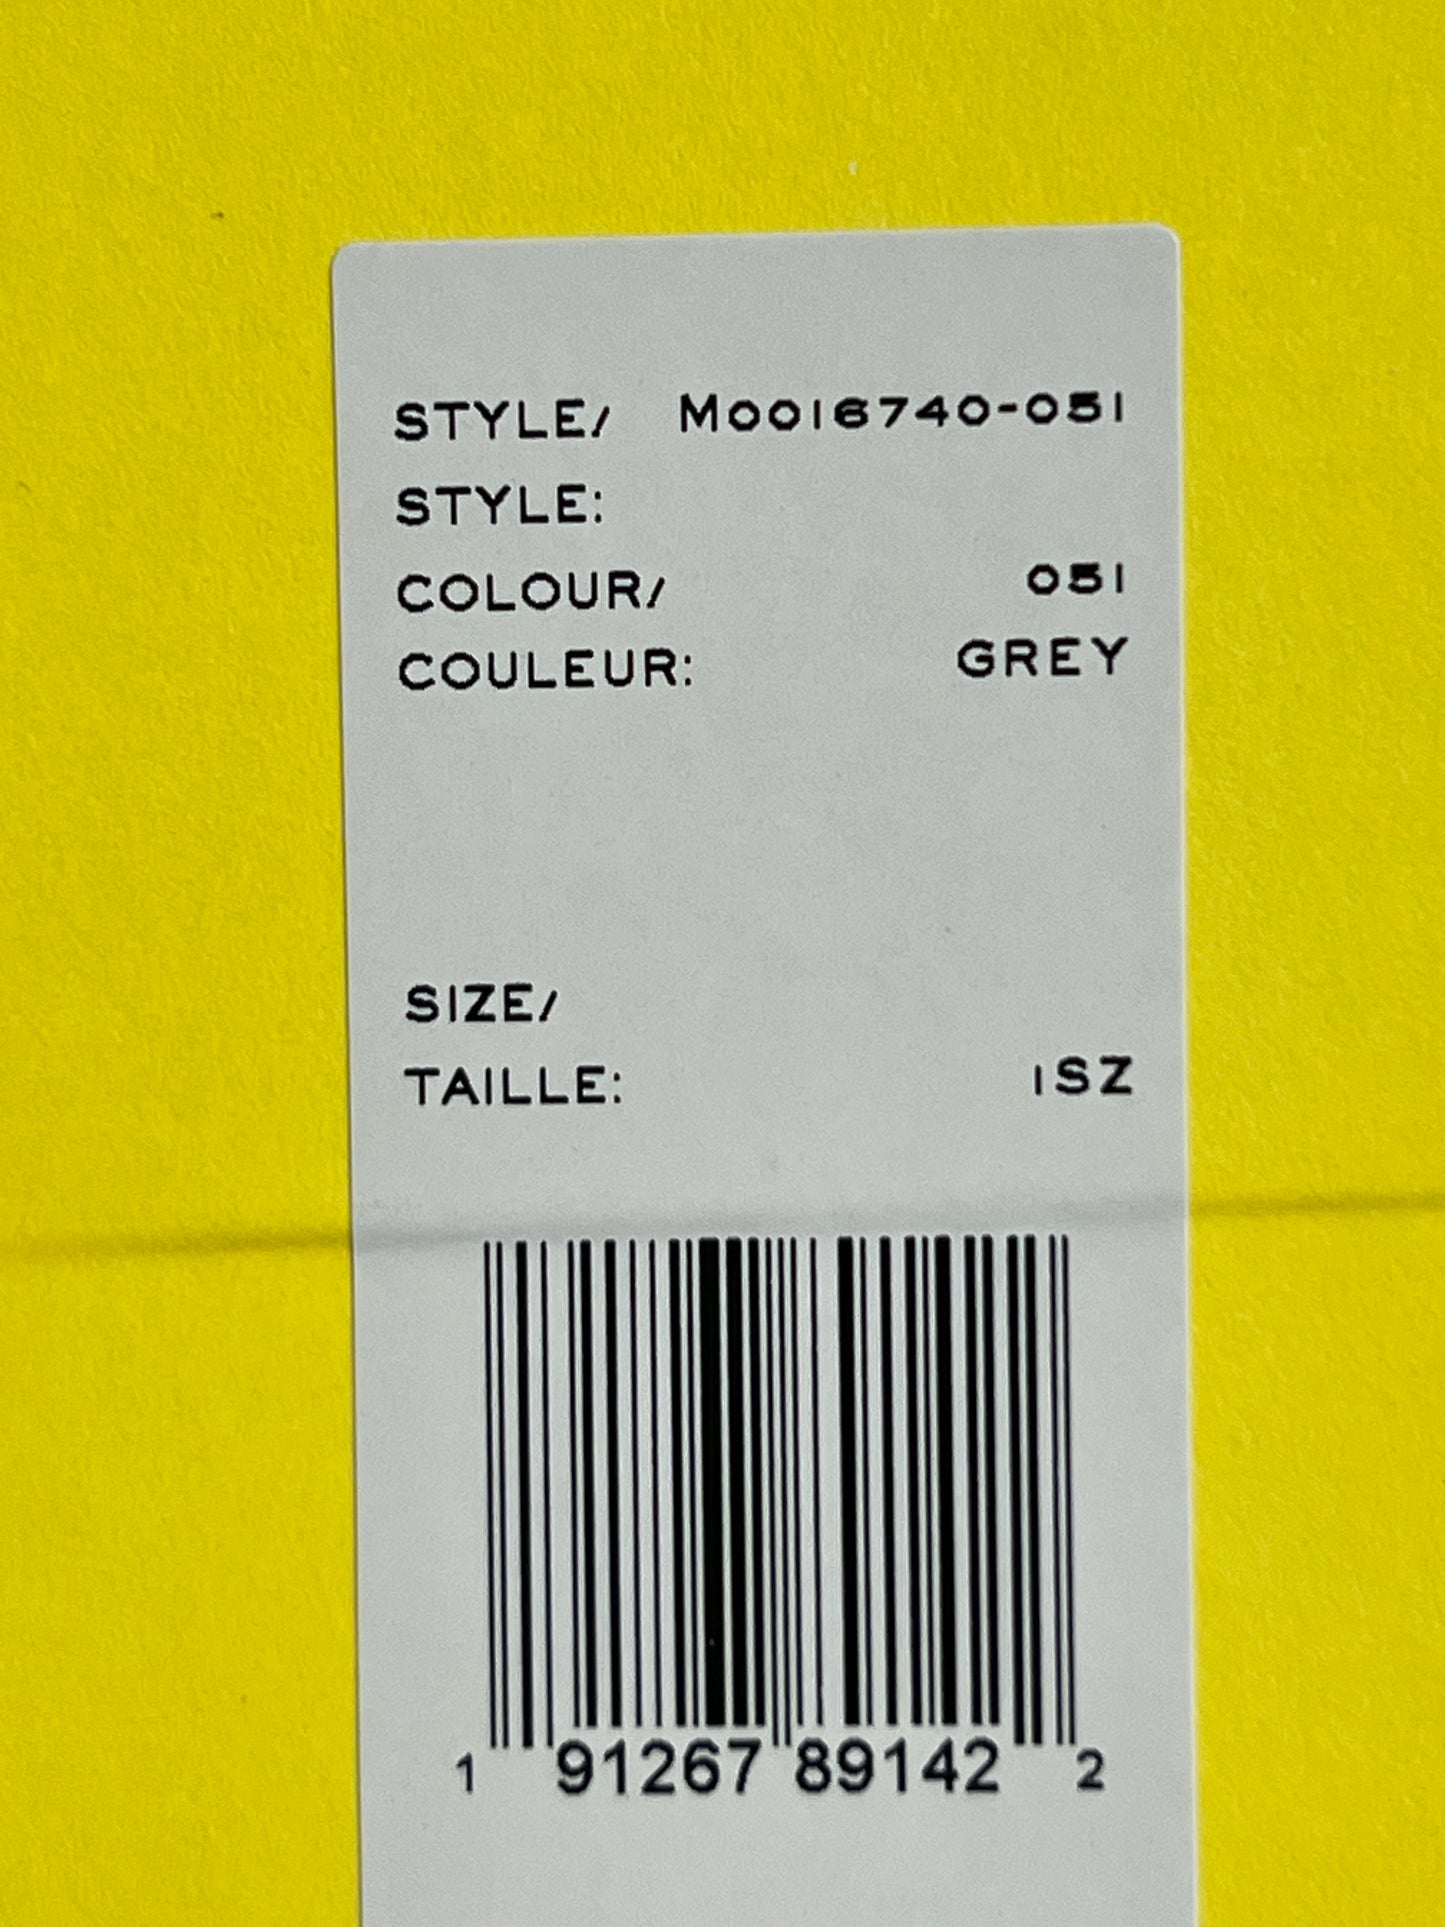 STYLE/ M0016740-051
STYLE:
COLOUR/ 051
COULEUR: GREY
SIZE/
TAILLE: 1SZ
1 91267 89142 2